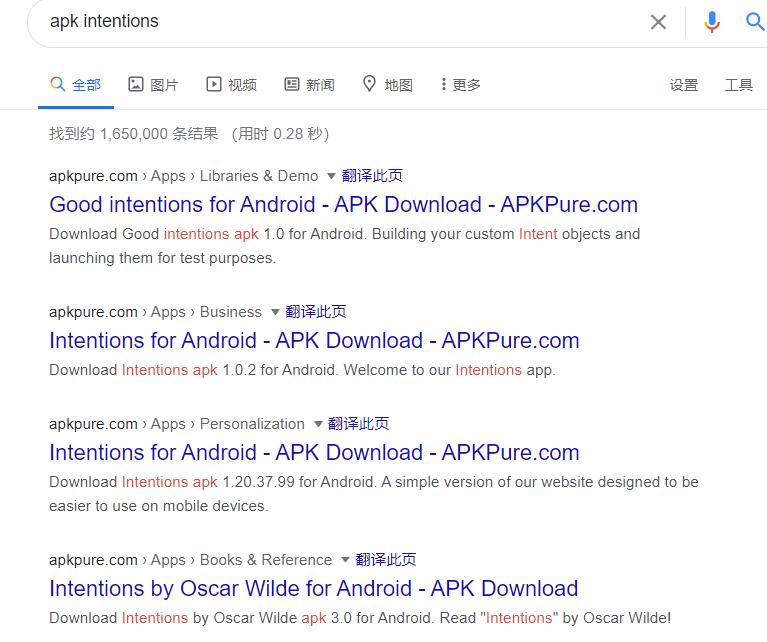 apk intentions
全部 图片 视频 新闻 地图 更多 设置 工具
找到约 1,650,000 条结果 （用时 0.28 秒）
apkpure.com › Apps › Libraries & Demo 翻译此页
Good intentions for Android - APK Download - APKPure.com
Download Good intentions apk 1.0 for Android. Building your custom Intent objects and
launching them for test purposes.
apkpure.com › Apps › Business 翻译此页
Intentions for Android - APK Download - APKPure.com
Download Intentions apk 1.0.2 for Android. Welcome to our Intentions app.
apkpure.com › Apps › Personalization 翻译此页
Intentions for Android - APK Download - APKPure.com
Download Intentions apk 1.20.37.99 for Android. A simple version of our website designed to be
easier to use on mobile devices.
apkpure.com › Apps › Books & Reference 翻译此页
Intentions by Oscar Wilde for Android - APK Download
Download Intentions by Oscar Wilde apk 3.0 for Android. Read "Intentions" by Oscar Wilde!